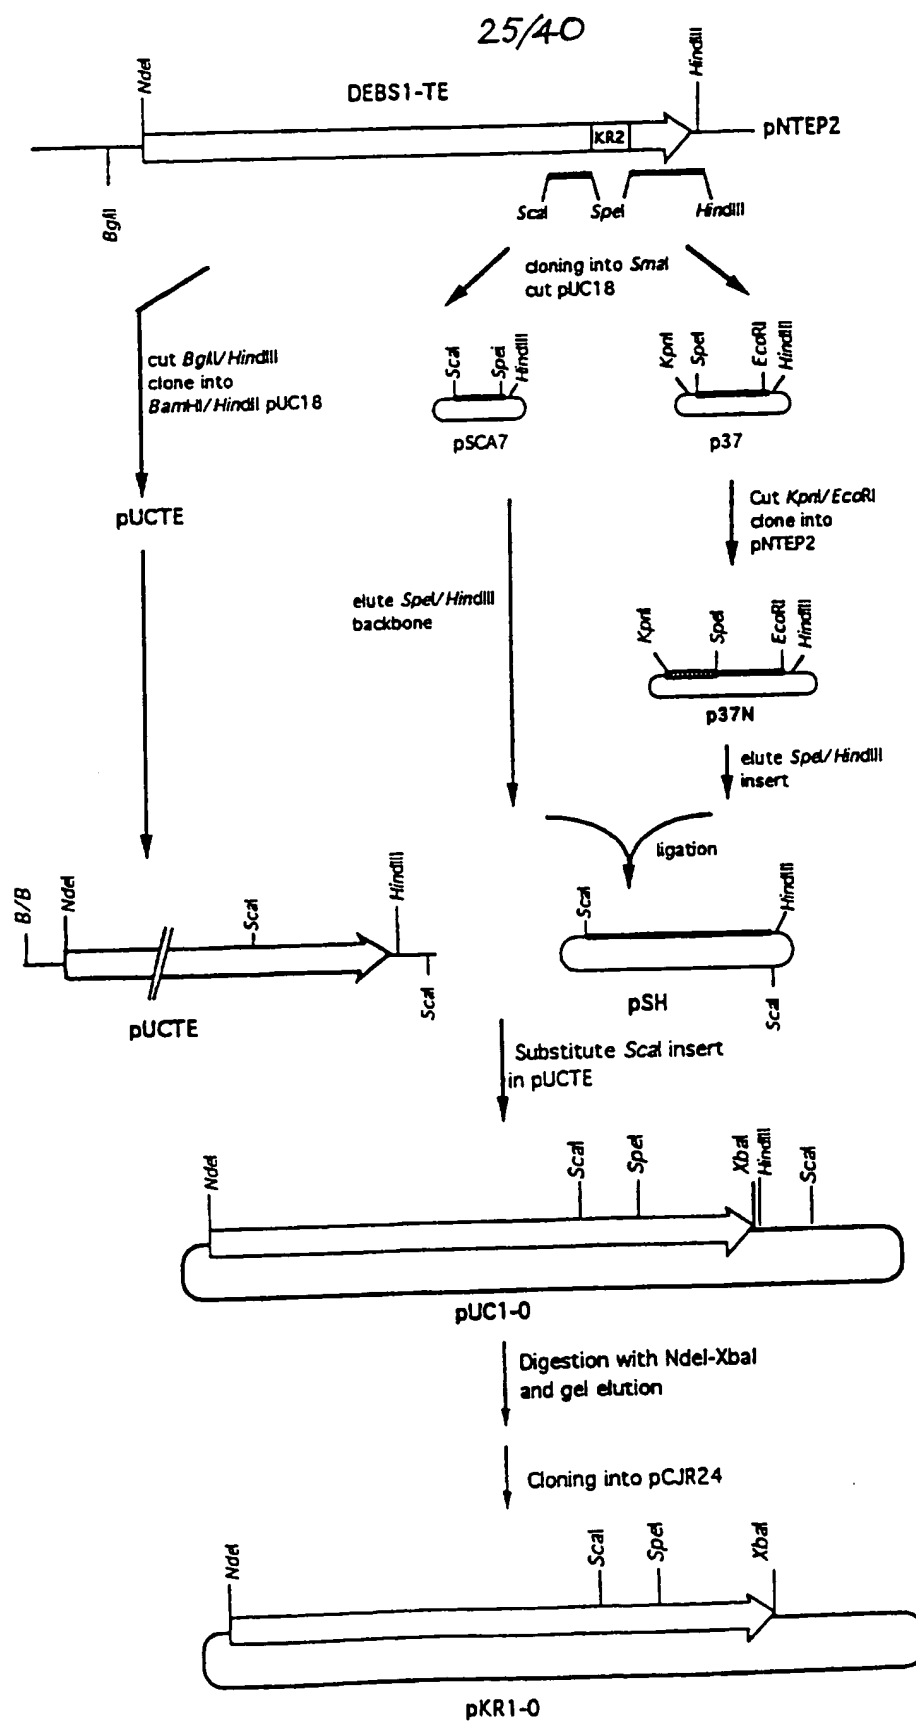 25/40
NdeI
HindIII
DEBS1-TE
KR2
pNTEP2
BglII
ScaI
SpeI
HindIII
cloning into SmaI
cut pUC18
cut BglII/HindIII
clone into
BamHI/HindII pUC18
ScaI
SpeI
HindIII
pSCA7
KpnI
SpeI
EcoRI
HindIII
p37
pUCTE
Cut KpnI/EcoRI
clone into
pNTEP2
elute SpeI/HindIII
backbone
KpnI
SpeI
EcoRI
HindIII
p37N
elute SpeI/HindIII
insert
ligation
B/B
NdeI
ScaI
HindIII
ScaI
pUCTE
ScaI
HindIII
pSH
ScaI
Substitute ScaI insert
in pUCTE
NdeI
ScaI
SpeI
XbaI
HindIII
ScaI
pUC1-0
Digestion with NdeI-XbaI
and gel elution
Cloning into pCJR24
NdeI
ScaI
SpeI
XbaI
pKR1-0